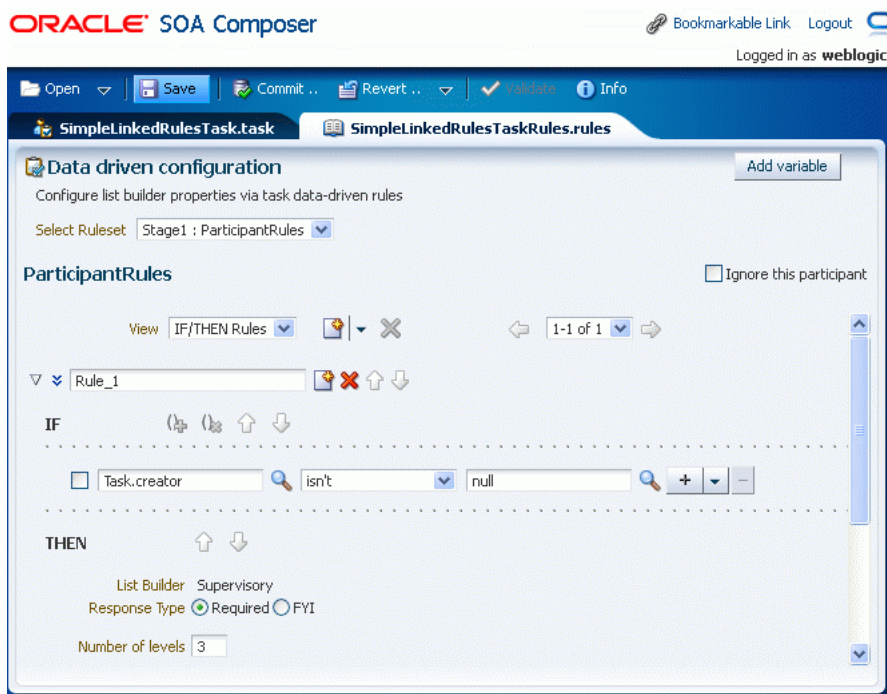 ORACLE SOA Composer
Bookmarkable Link Logout
Logged in as weblogic
Open Save Commit .. Revert .. Validate Info
SimpleLinkedRulesTask.task SimpleLinkedRulesTaskRules.rules
Data driven configuration Add variable
Configure list builder properties via task data-driven rules
Select Ruleset Stage1 : ParticipantRules
ParticipantRules Ignore this participant
View IF/THEN Rules 1-1 of 1
Rule_1
IF
Task.creator isn't null
THEN
List Builder Supervisory
Response Type Required FYI
Number of levels 3